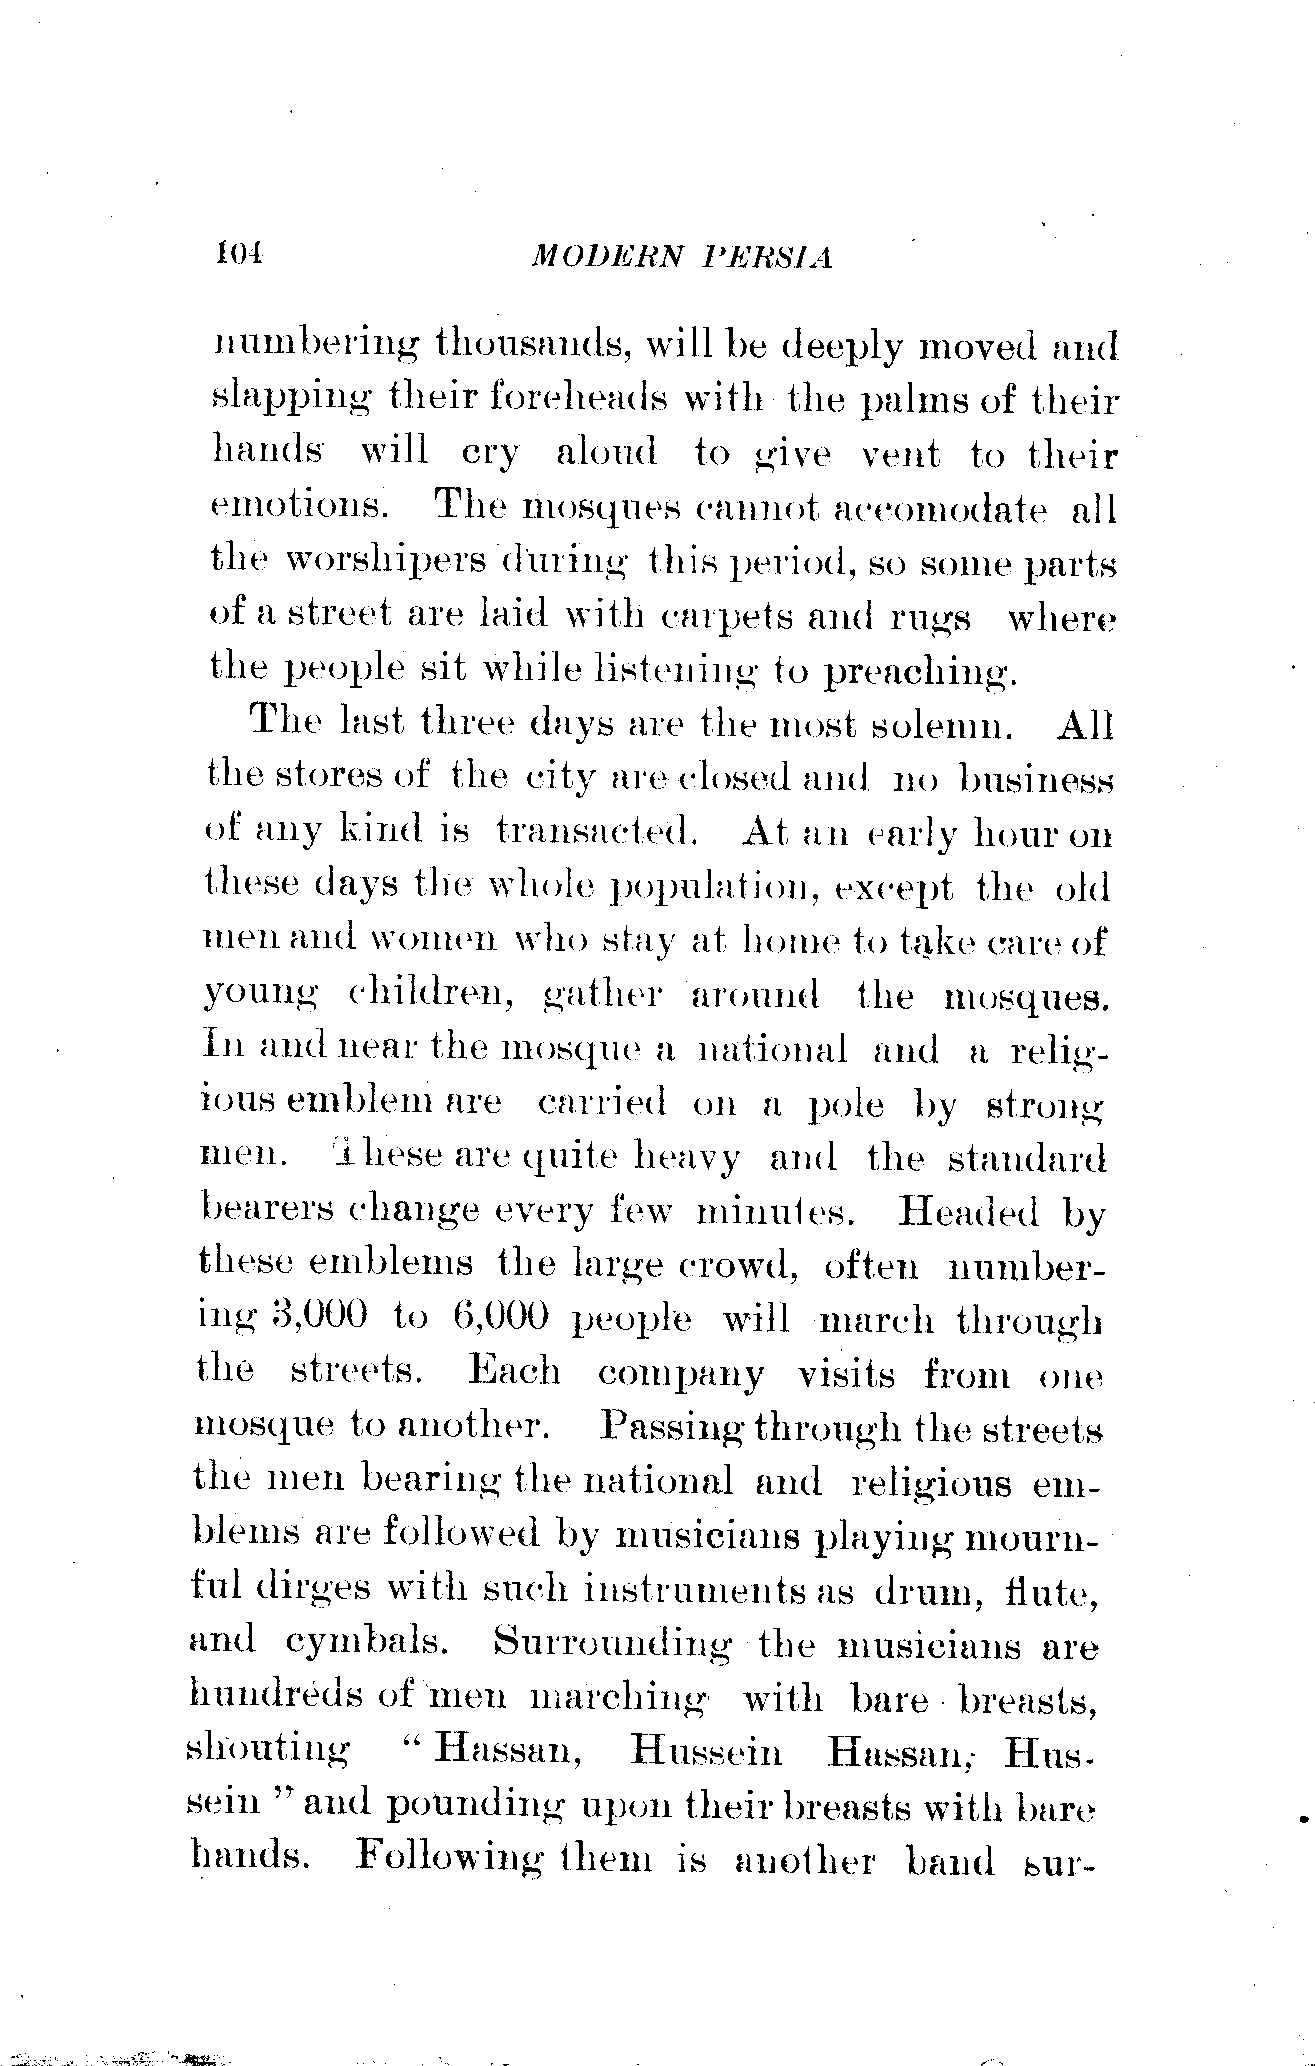 104 MODERN PERSIA
numbering thousands, will be deeply moved and
slapping their foreheads with the palms of their
hands will cry aloud to give vent to their
emotions. The mosques cannot accomodate all
the worshipers during this period, so some parts
of a street are laid with carpets and rugs where
the people sit while listening to preaching.
The last three days are the most solemn. All
the stores of the city are closed and no business
of any kind is transacted. At an early hour on
these days the whole population, except the old
men and women who stay at home to take care of
young children, gather around the mosques.
In and near the mosque a national and a relig-
ious emblem are carried on a pole by strong
men. These are quite heavy and the standard
bearers change every few minutes. Headed by
these emblems the large crowd, often number-
ing 3,000 to 6,000 people will march through
the streets. Each company visits from one
mosque to another. Passing through the streets
the men bearing the national and religious em-
blems are followed by musicians playing mourn-
ful dirges with such instruments as drum, flute,
and cymbals. Surrounding the musicians are
hundreds of men marching with bare breasts,
shouting “ Hassan, Hussein Hassan, Hus-
sein ” and pounding upon their breasts with bare
hands. Following them is another band sur-